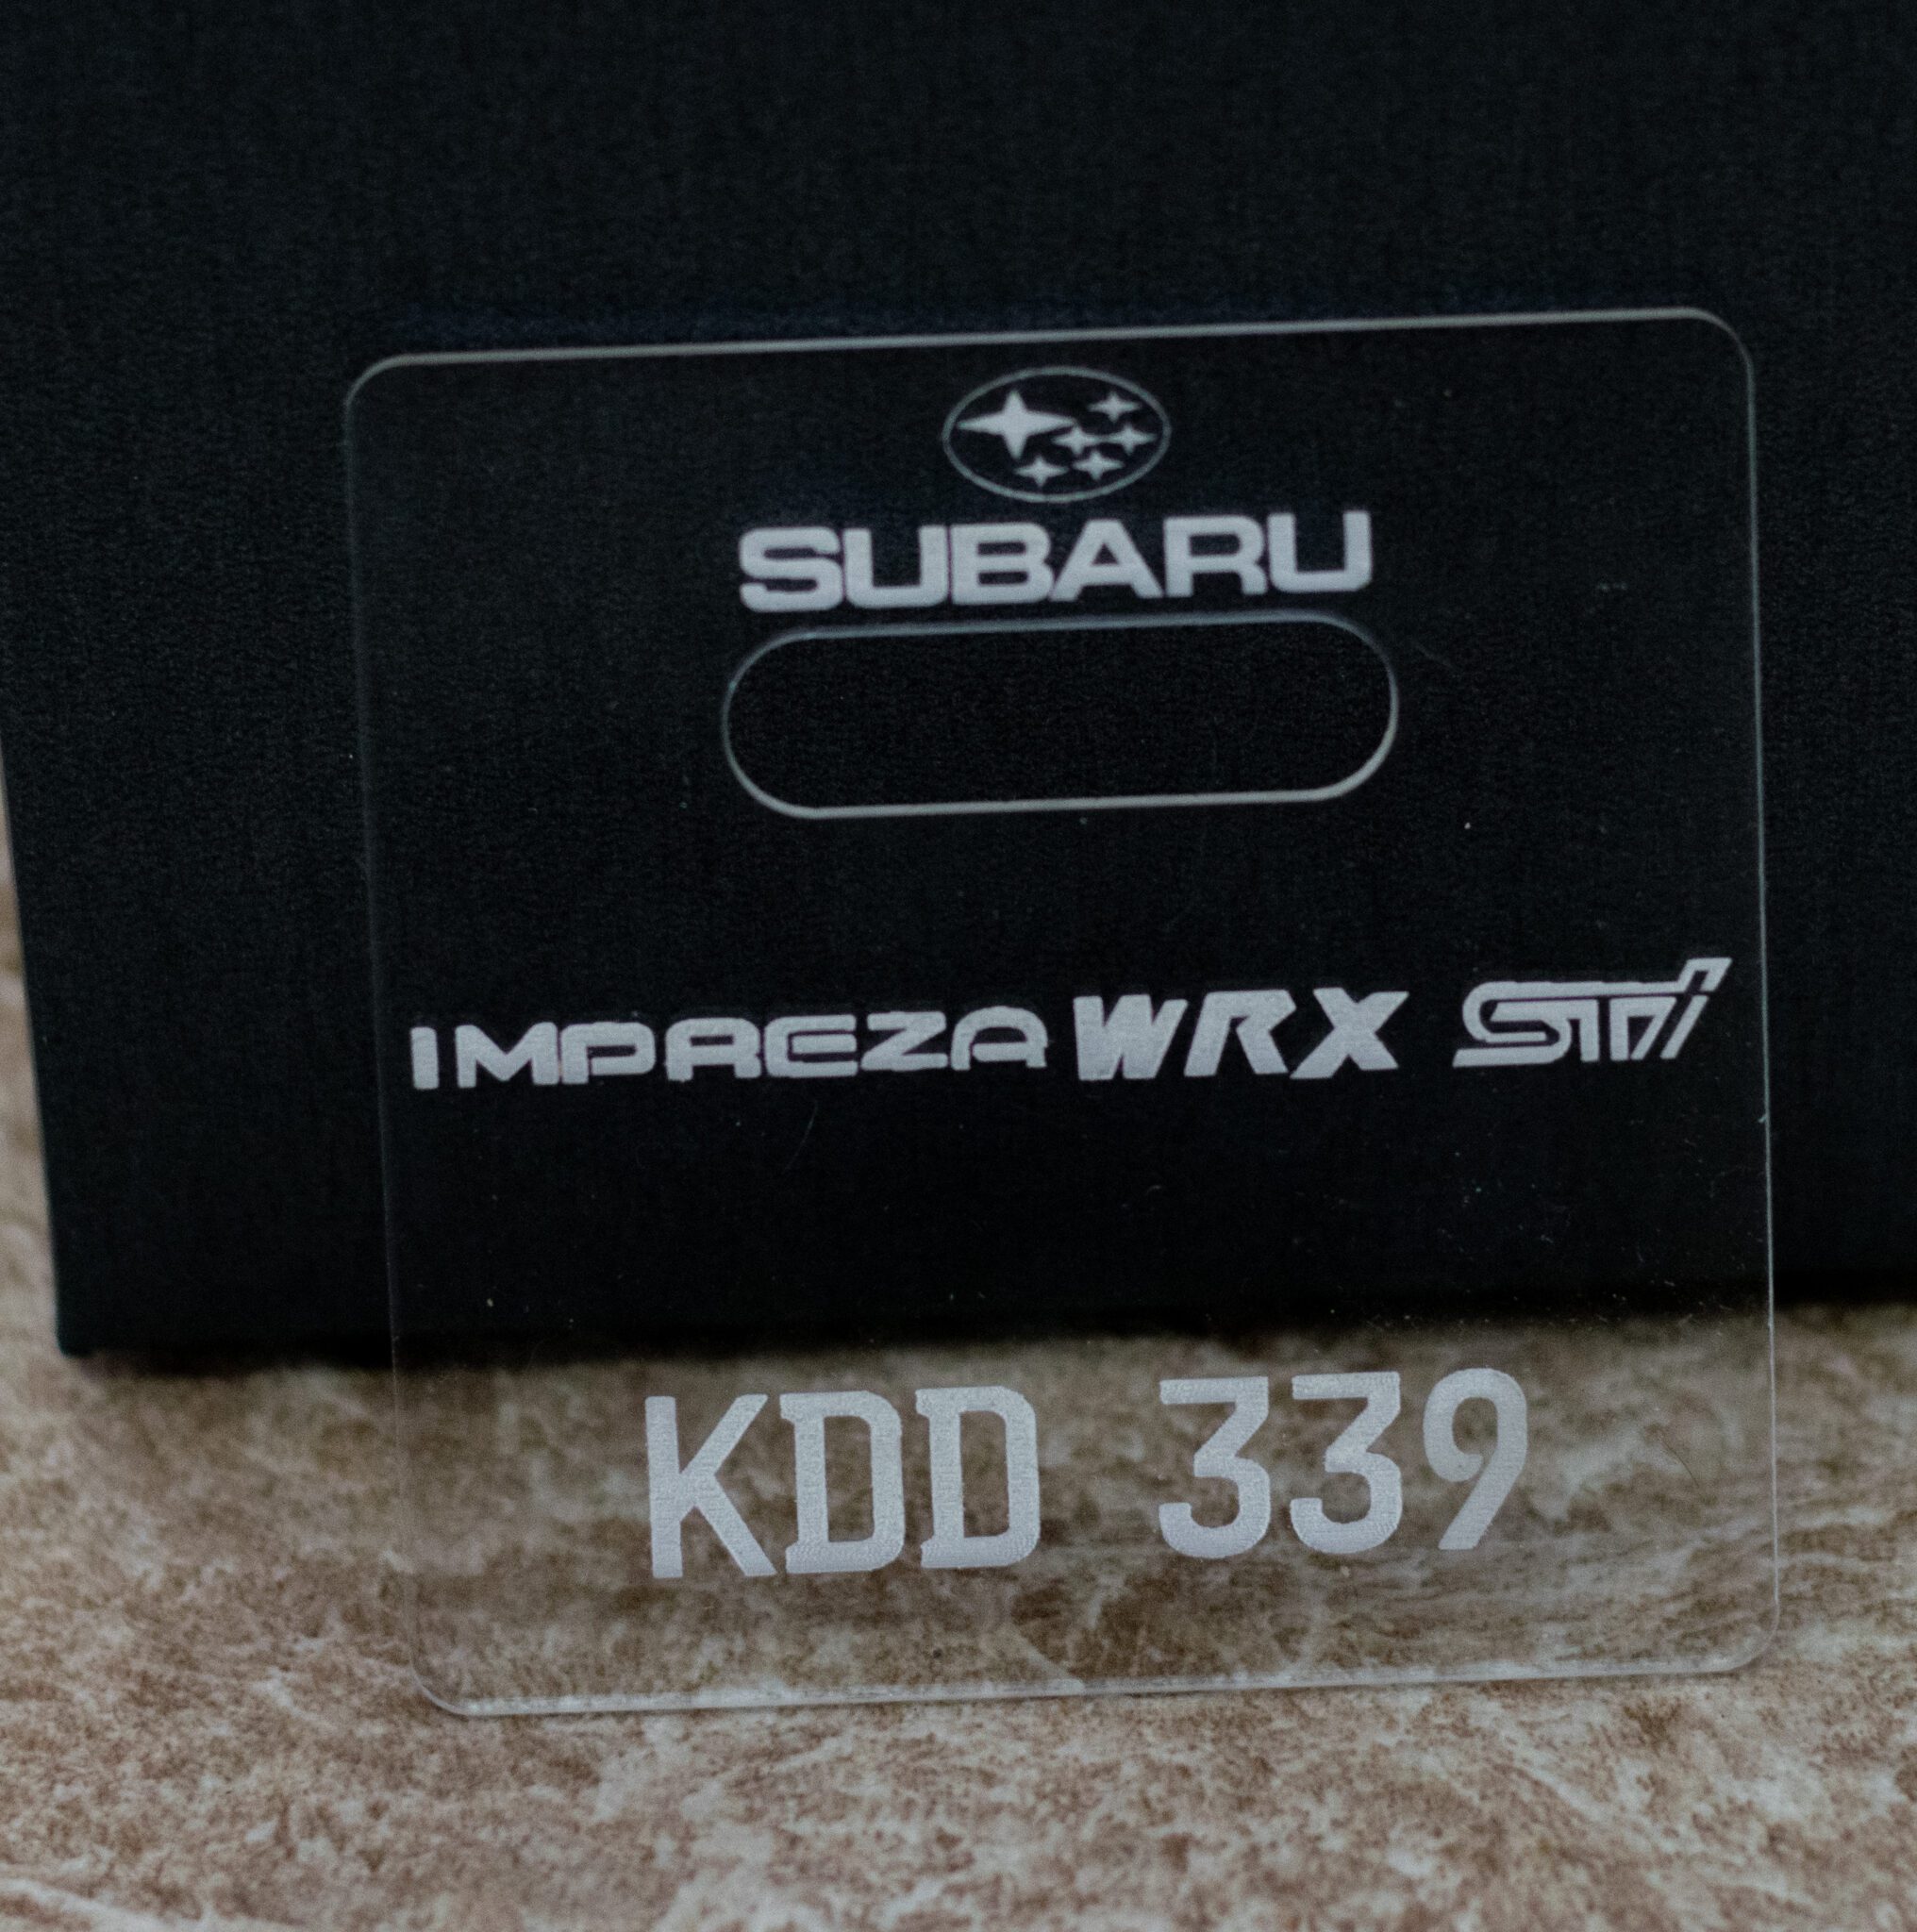 SUBARU
IMPREZA WRX STi
KDD 339